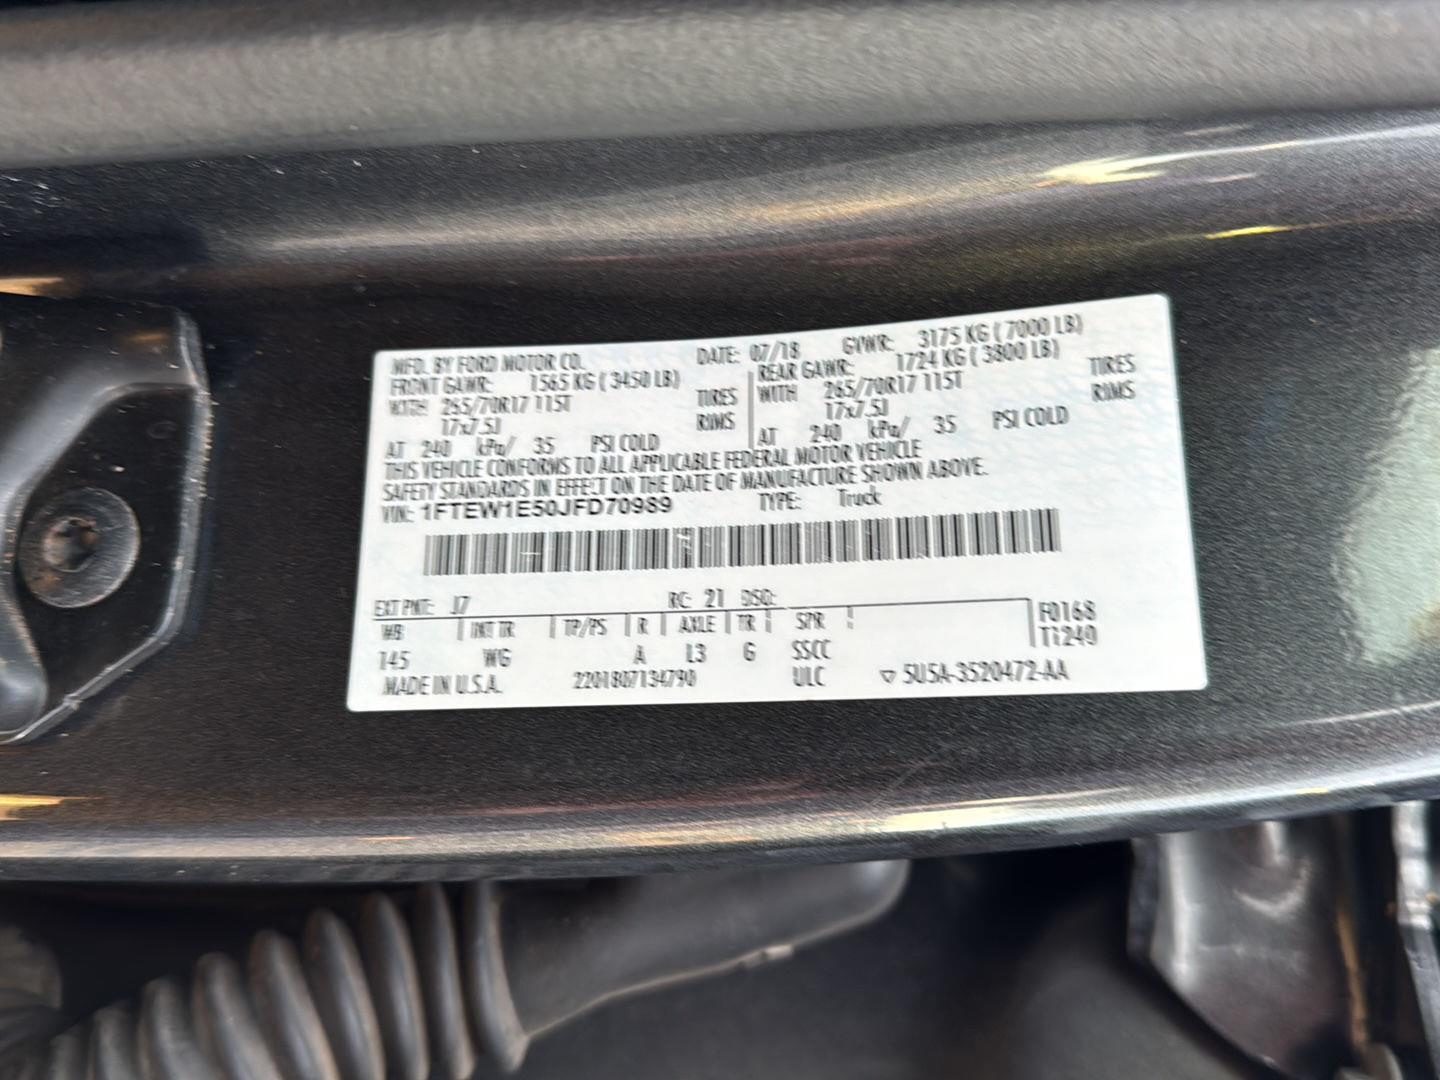 MFD. BY FORD MOTOR CO. DATE: 07/18 GVWR: 3175 KG ( 7000 LB)
FRONT GAWR: 1565 KG ( 3450 LB) REAR GAWR: 1724 KG ( 3800 LB)
WITH 265/70R17 115T TIRES WITH 265/70R17 115T TIRES
17x7.5J RIMS 17x7.5J RIMS
AT 240 kPa/ 35 PSI COLD AT 240 kPa/ 35 PSI COLD
THIS VEHICLE CONFORMS TO ALL APPLICABLE FEDERAL MOTOR VEHICLE
SAFETY STANDARDS IN EFFECT ON THE DATE OF MANUFACTURE SHOWN ABOVE.
VIN: 1FTEW1E50JFD70989 TYPE: Truck
EXT PNT: J7 RC: 21 DSO: F0168
WB INT TR TP/PS R AXLE TR SPR T1240
145 WG A L3 G SSCC
MADE IN U.S.A. 2201807134790 ULC ▽ 5U5A-3520472-AA